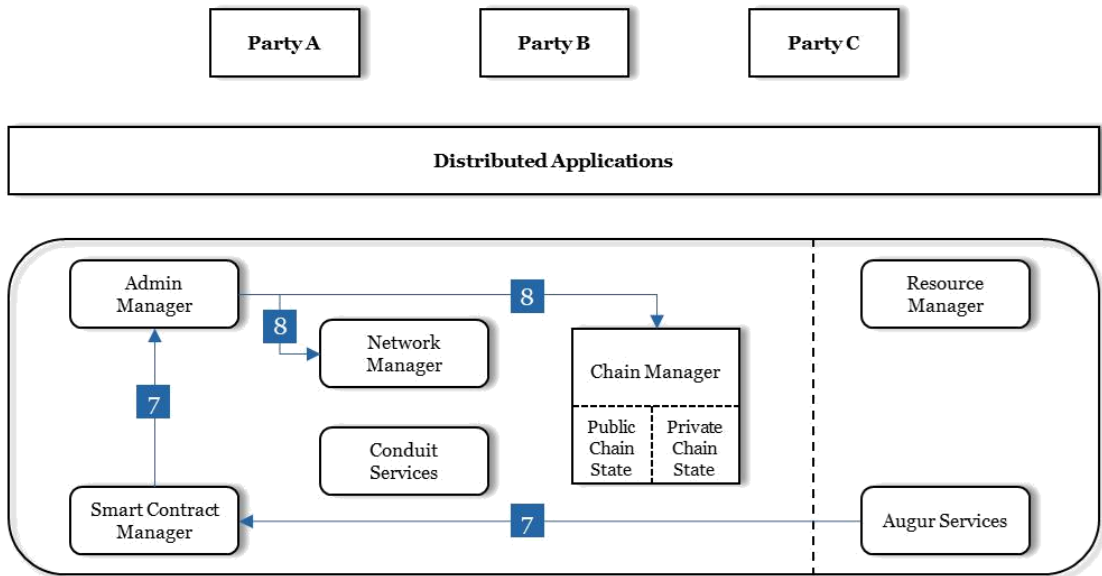 Party A
Party B
Party C
Distributed Applications
Admin
Manager
8
8
Resource
Manager
Network
Manager
Chain Manager
7
Public
Chain
State
Private
Chain
State
Conduit
Services
Smart Contract
Manager
7
Augur Services